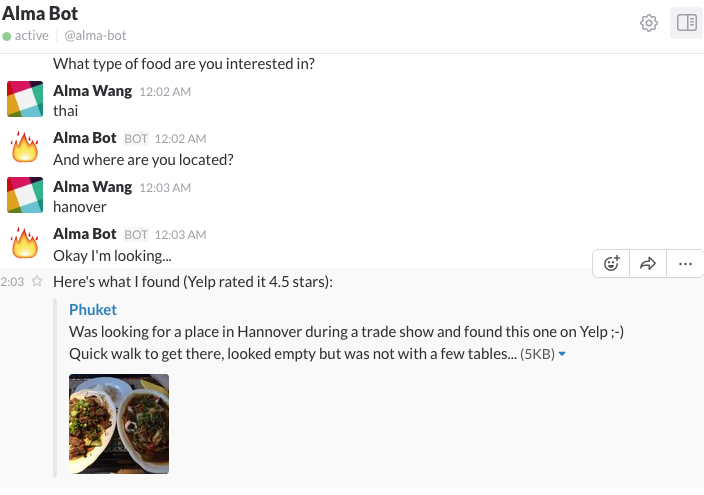 Alma Bot
active | @alma-bot
What type of food are you interested in?
Alma Wang 12:02 AM
thai
Alma Bot BOT 12:02 AM
And where are you located?
Alma Wang 12:03 AM
hanover
Alma Bot BOT 12:03 AM
Okay I'm looking...
2:03 Here's what I found (Yelp rated it 4.5 stars):
Phuket
Was looking for a place in Hannover during a trade show and found this one on Yelp ;-)
Quick walk to get there, looked empty but was not with a few tables... (5KB)